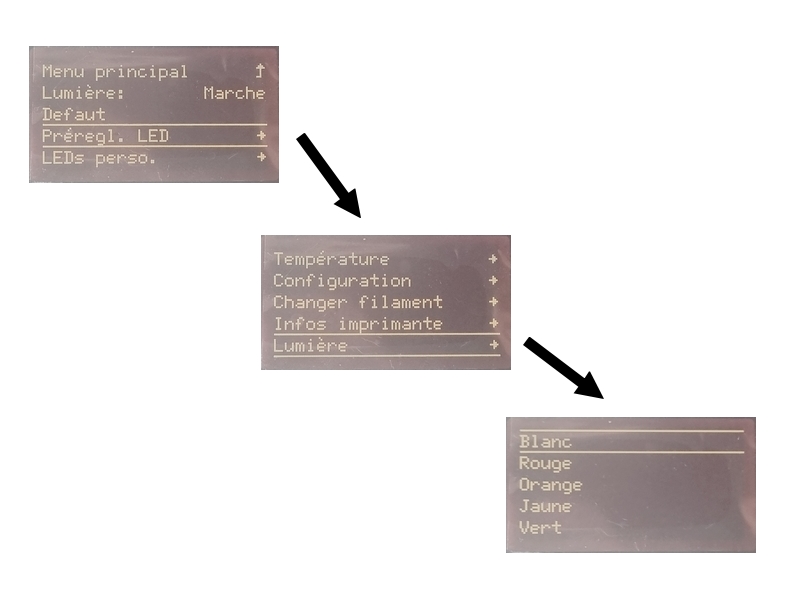 Menu principal
Lumière: Marche
Defaut
Préregl. LED
LEDs perso.
Température
Configuration
Changer filament
Infos imprimante
Lumière
Blanc
Rouge
Orange
Jaune
Vert